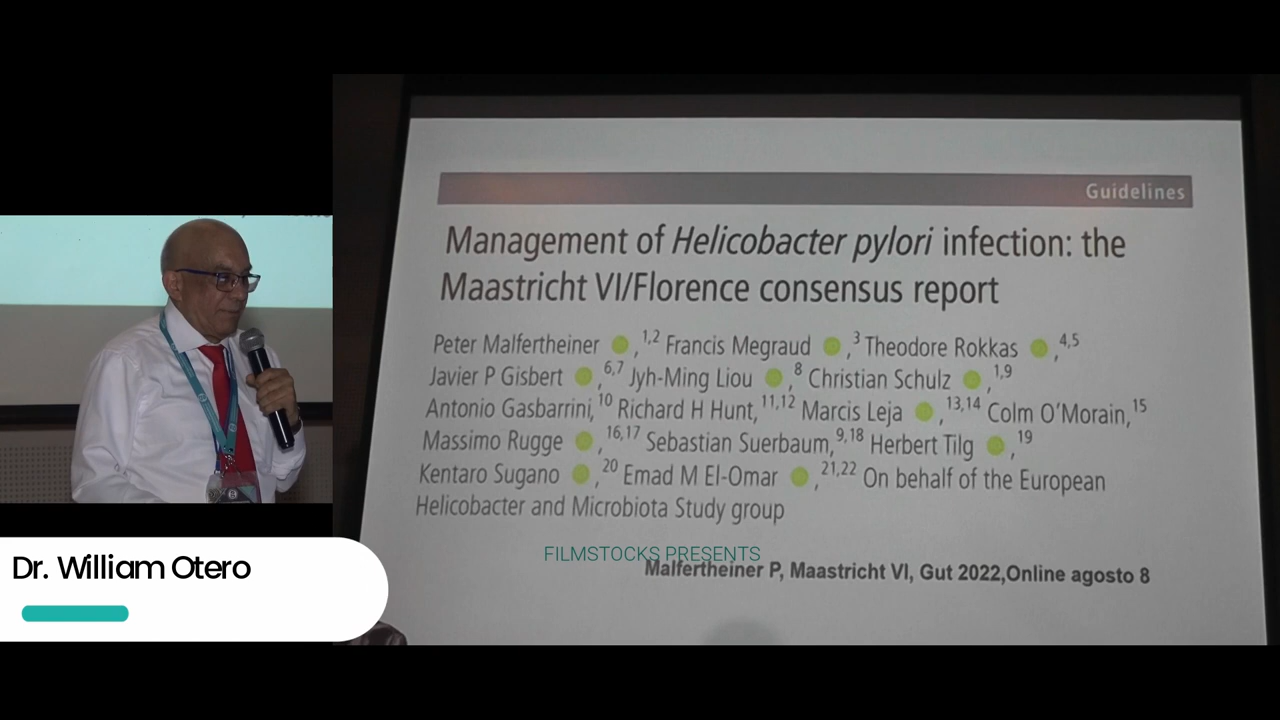 Guidelines
Management of Helicobacter pylori infection: the
Maastricht VI/Florence consensus report
Peter Malfertheiner ,1,2 Francis Megraud ,3 Theodore Rokkas ,4,5
Javier P Gisbert ,6,7 Jyh-Ming Liou ,8 Christian Schulz ,1,9
Antonio Gasbarrini,10 Richard H Hunt,11,12 Marcis Leja ,13,14 Colm O'Morain,15
Massimo Rugge ,16,17 Sebastian Suerbaum,9,18 Herbert Tilg ,19
Kentaro Sugano ,20 Emad M El-Omar ,21,22 On behalf of the European
Helicobacter and Microbiota Study group
FILMSTOCKS PRESENTS
Malfertheiner P, Maastricht VI, Gut 2022,Online agosto 8
Dr. William Otero